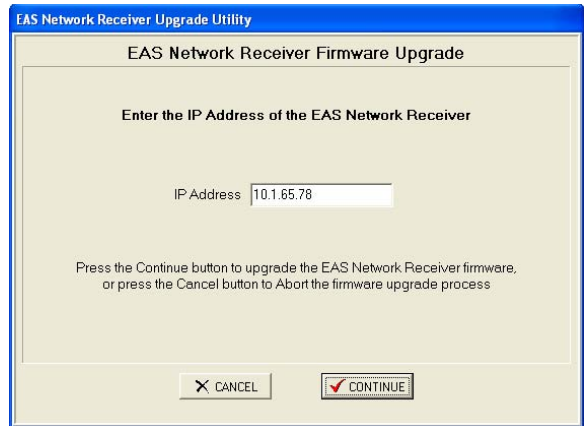 EAS Network Receiver Upgrade Utility
EAS Network Receiver Firmware Upgrade
Enter the IP Address of the EAS Network Receiver
IP Address 10.1.65.78
Press the Continue button to upgrade the EAS Network Receiver firmware,
or press the Cancel button to Abort the firmware upgrade process
CANCEL CONTINUE